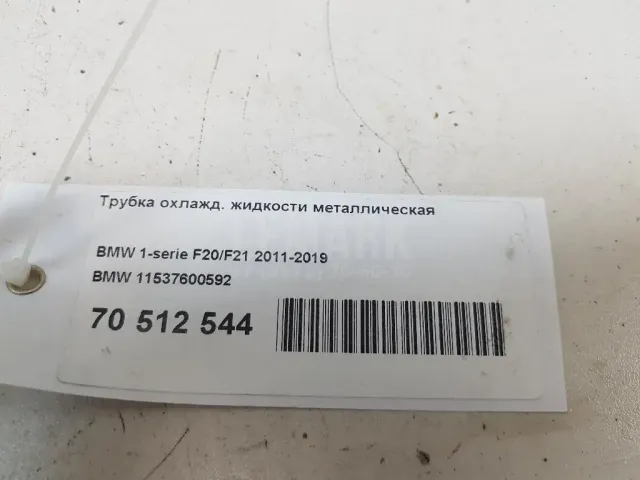 Трубка охлажд. жидкости металлическая
BMW 1-serie F20/F21 2011-2019
BMW 11537600592
70 512 544